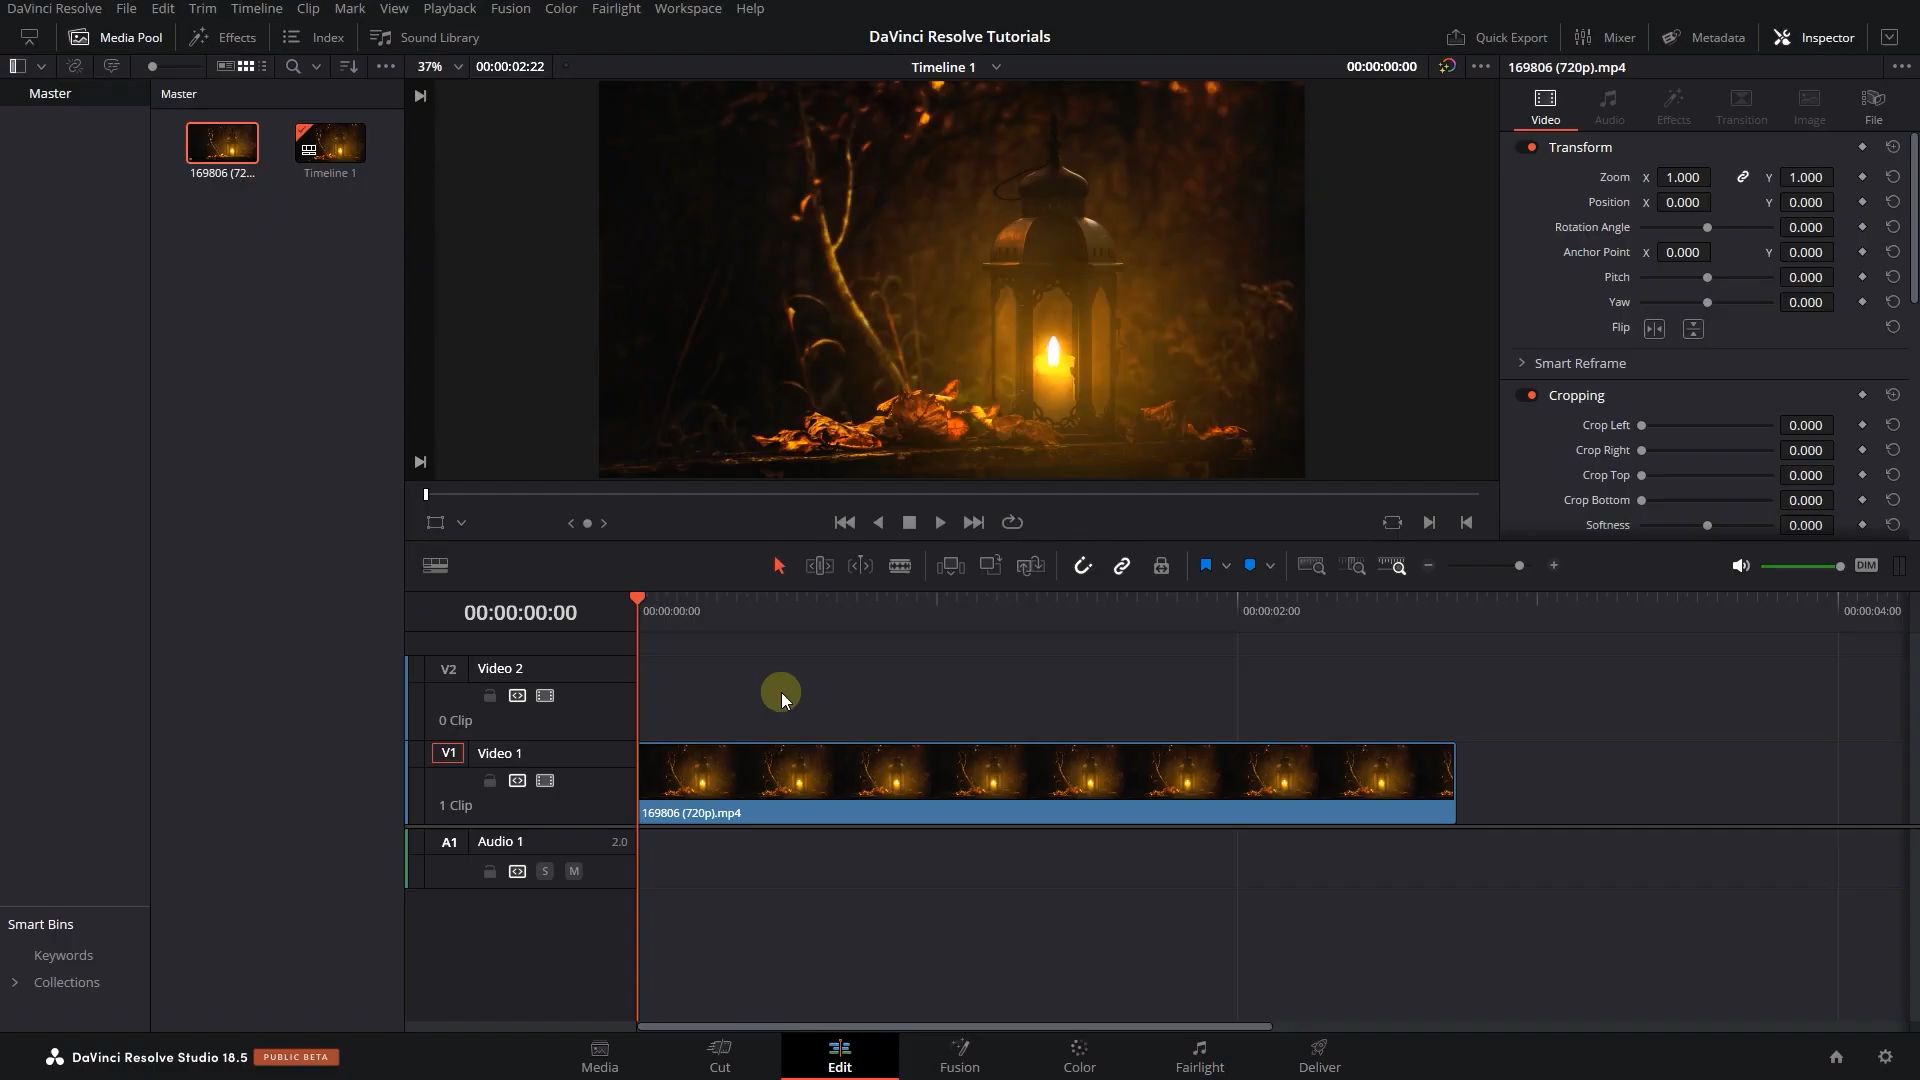 DaVinci Resolve File Edit Trim Timeline Clip Mark View Playback Fusion Color Fairlight Workspace Help
Media Pool Effects Index Sound Library DaVinci Resolve Tutorials Quick Export Mixer Metadata Inspector
37% 00:00:02:22 Timeline 1 00:00:00:00 169806 (720p).mp4
Master
Master
169806 (72...
Timeline 1
Video Audio Effects Transition Image File
Transform
Zoom X 1.000 Y 1.000
Position X 0.000 Y 0.000
Rotation Angle 0.000
Anchor Point X 0.000 Y 0.000
Pitch 0.000
Yaw 0.000
Flip
Smart Reframe
Cropping
Crop Left 0.000
Crop Right 0.000
Crop Top 0.000
Crop Bottom 0.000
Softness 0.000
DIM
00:00:00:00 00:00:00:00 00:00:02:00 00:00:04:00
V2 Video 2
0 Clip
V1 Video 1
1 Clip
169806 (720p).mp4
A1 Audio 1 2.0
S M
Smart Bins
Keywords
Collections
DaVinci Resolve Studio 18.5 PUBLIC BETA
Media Cut Edit Fusion Color Fairlight Deliver